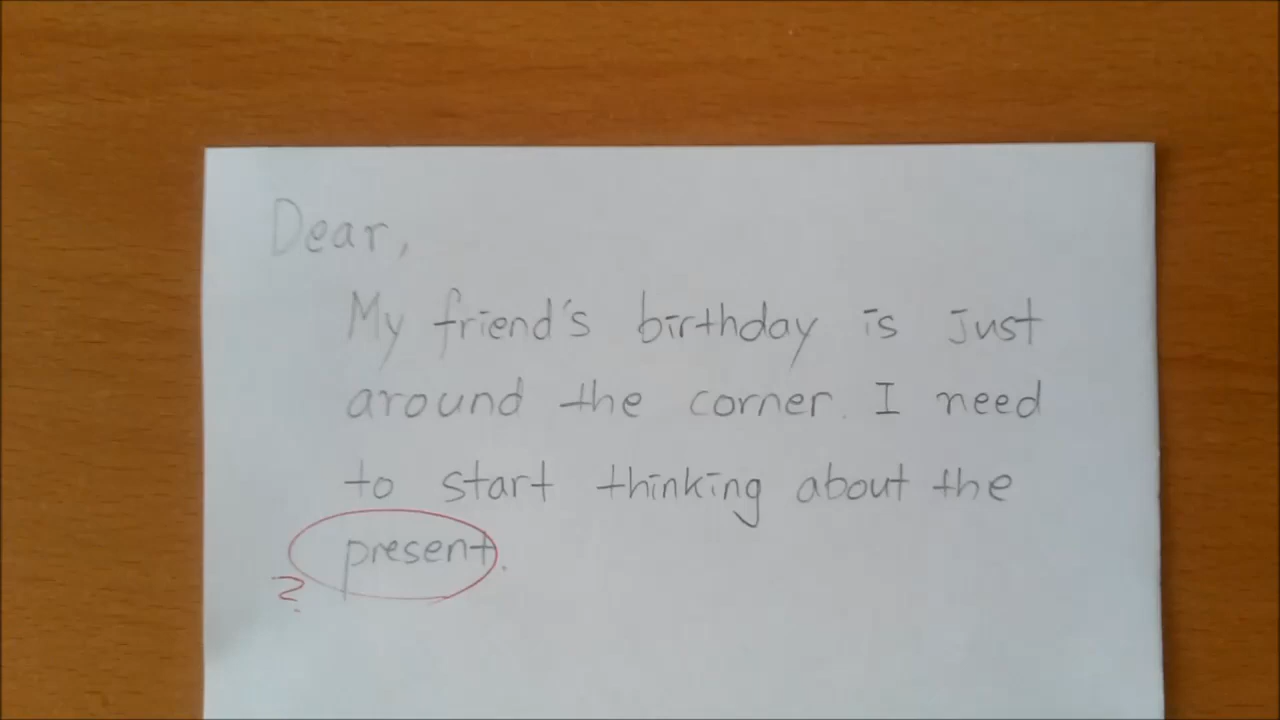 Dear,
My friend's birthday is just
around the corner. I need
to start thinking about the
present.
?